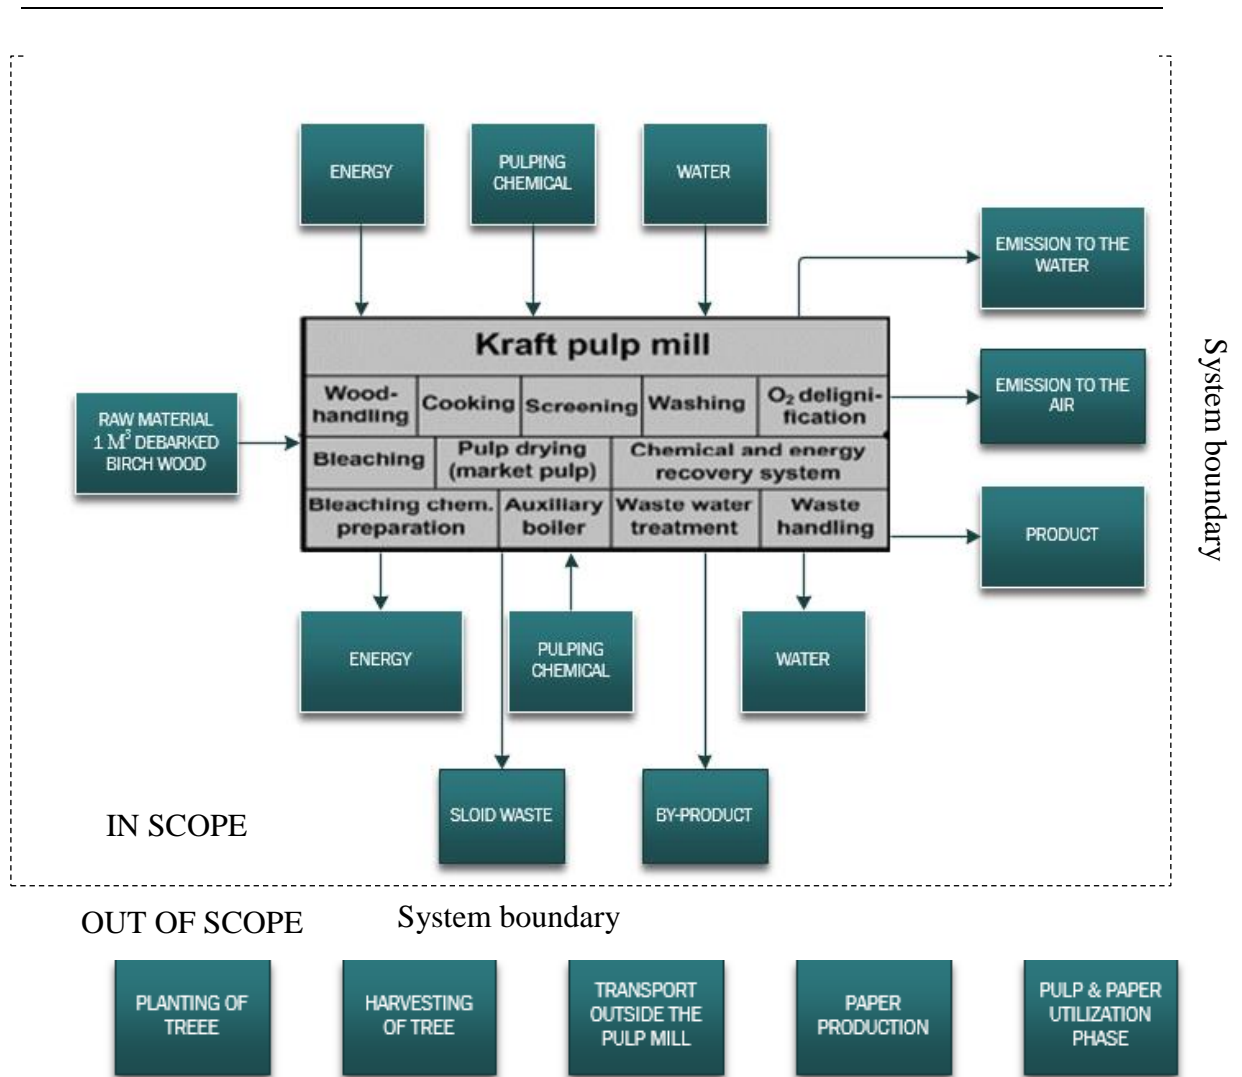 ENERGY
PULPING
CHEMICAL
WATER
EMISSION TO THE
WATER
Kraft pulp mill
Wood-
handling
Cooking
Screening
Washing
O₂ deligni-
fication
EMISSION TO THE
AIR
RAW MATERIAL
1 M³ DEBARKED
BIRCH WOOD
Bleaching
Pulp drying
(market pulp)
Chemical and energy
recovery system
Bleaching chem.
preparation
Auxiliary
boiler
Waste water
treatment
Waste
handling
PRODUCT
System boundary
ENERGY
PULPING
CHEMICAL
WATER
SLOID WASTE
BY-PRODUCT
IN SCOPE
OUT OF SCOPE
System boundary
PLANTING OF
TREEE
HARVESTING
OF TREE
TRANSPORT
OUTSIDE THE
PULP MILL
PAPER
PRODUCTION
PULP & PAPER
UTILIZATION
PHASE